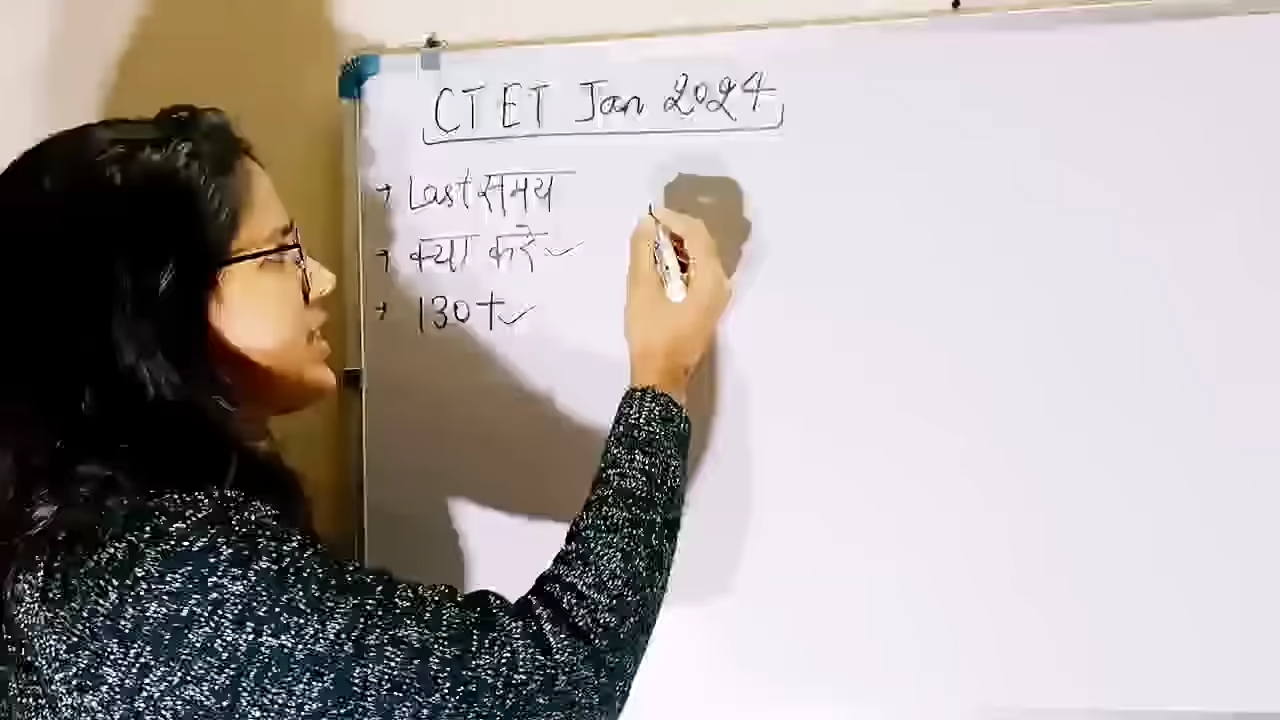 CTET Jan 2024
→ Last समय
→ क्या करें ✓
→ 130+ ✓